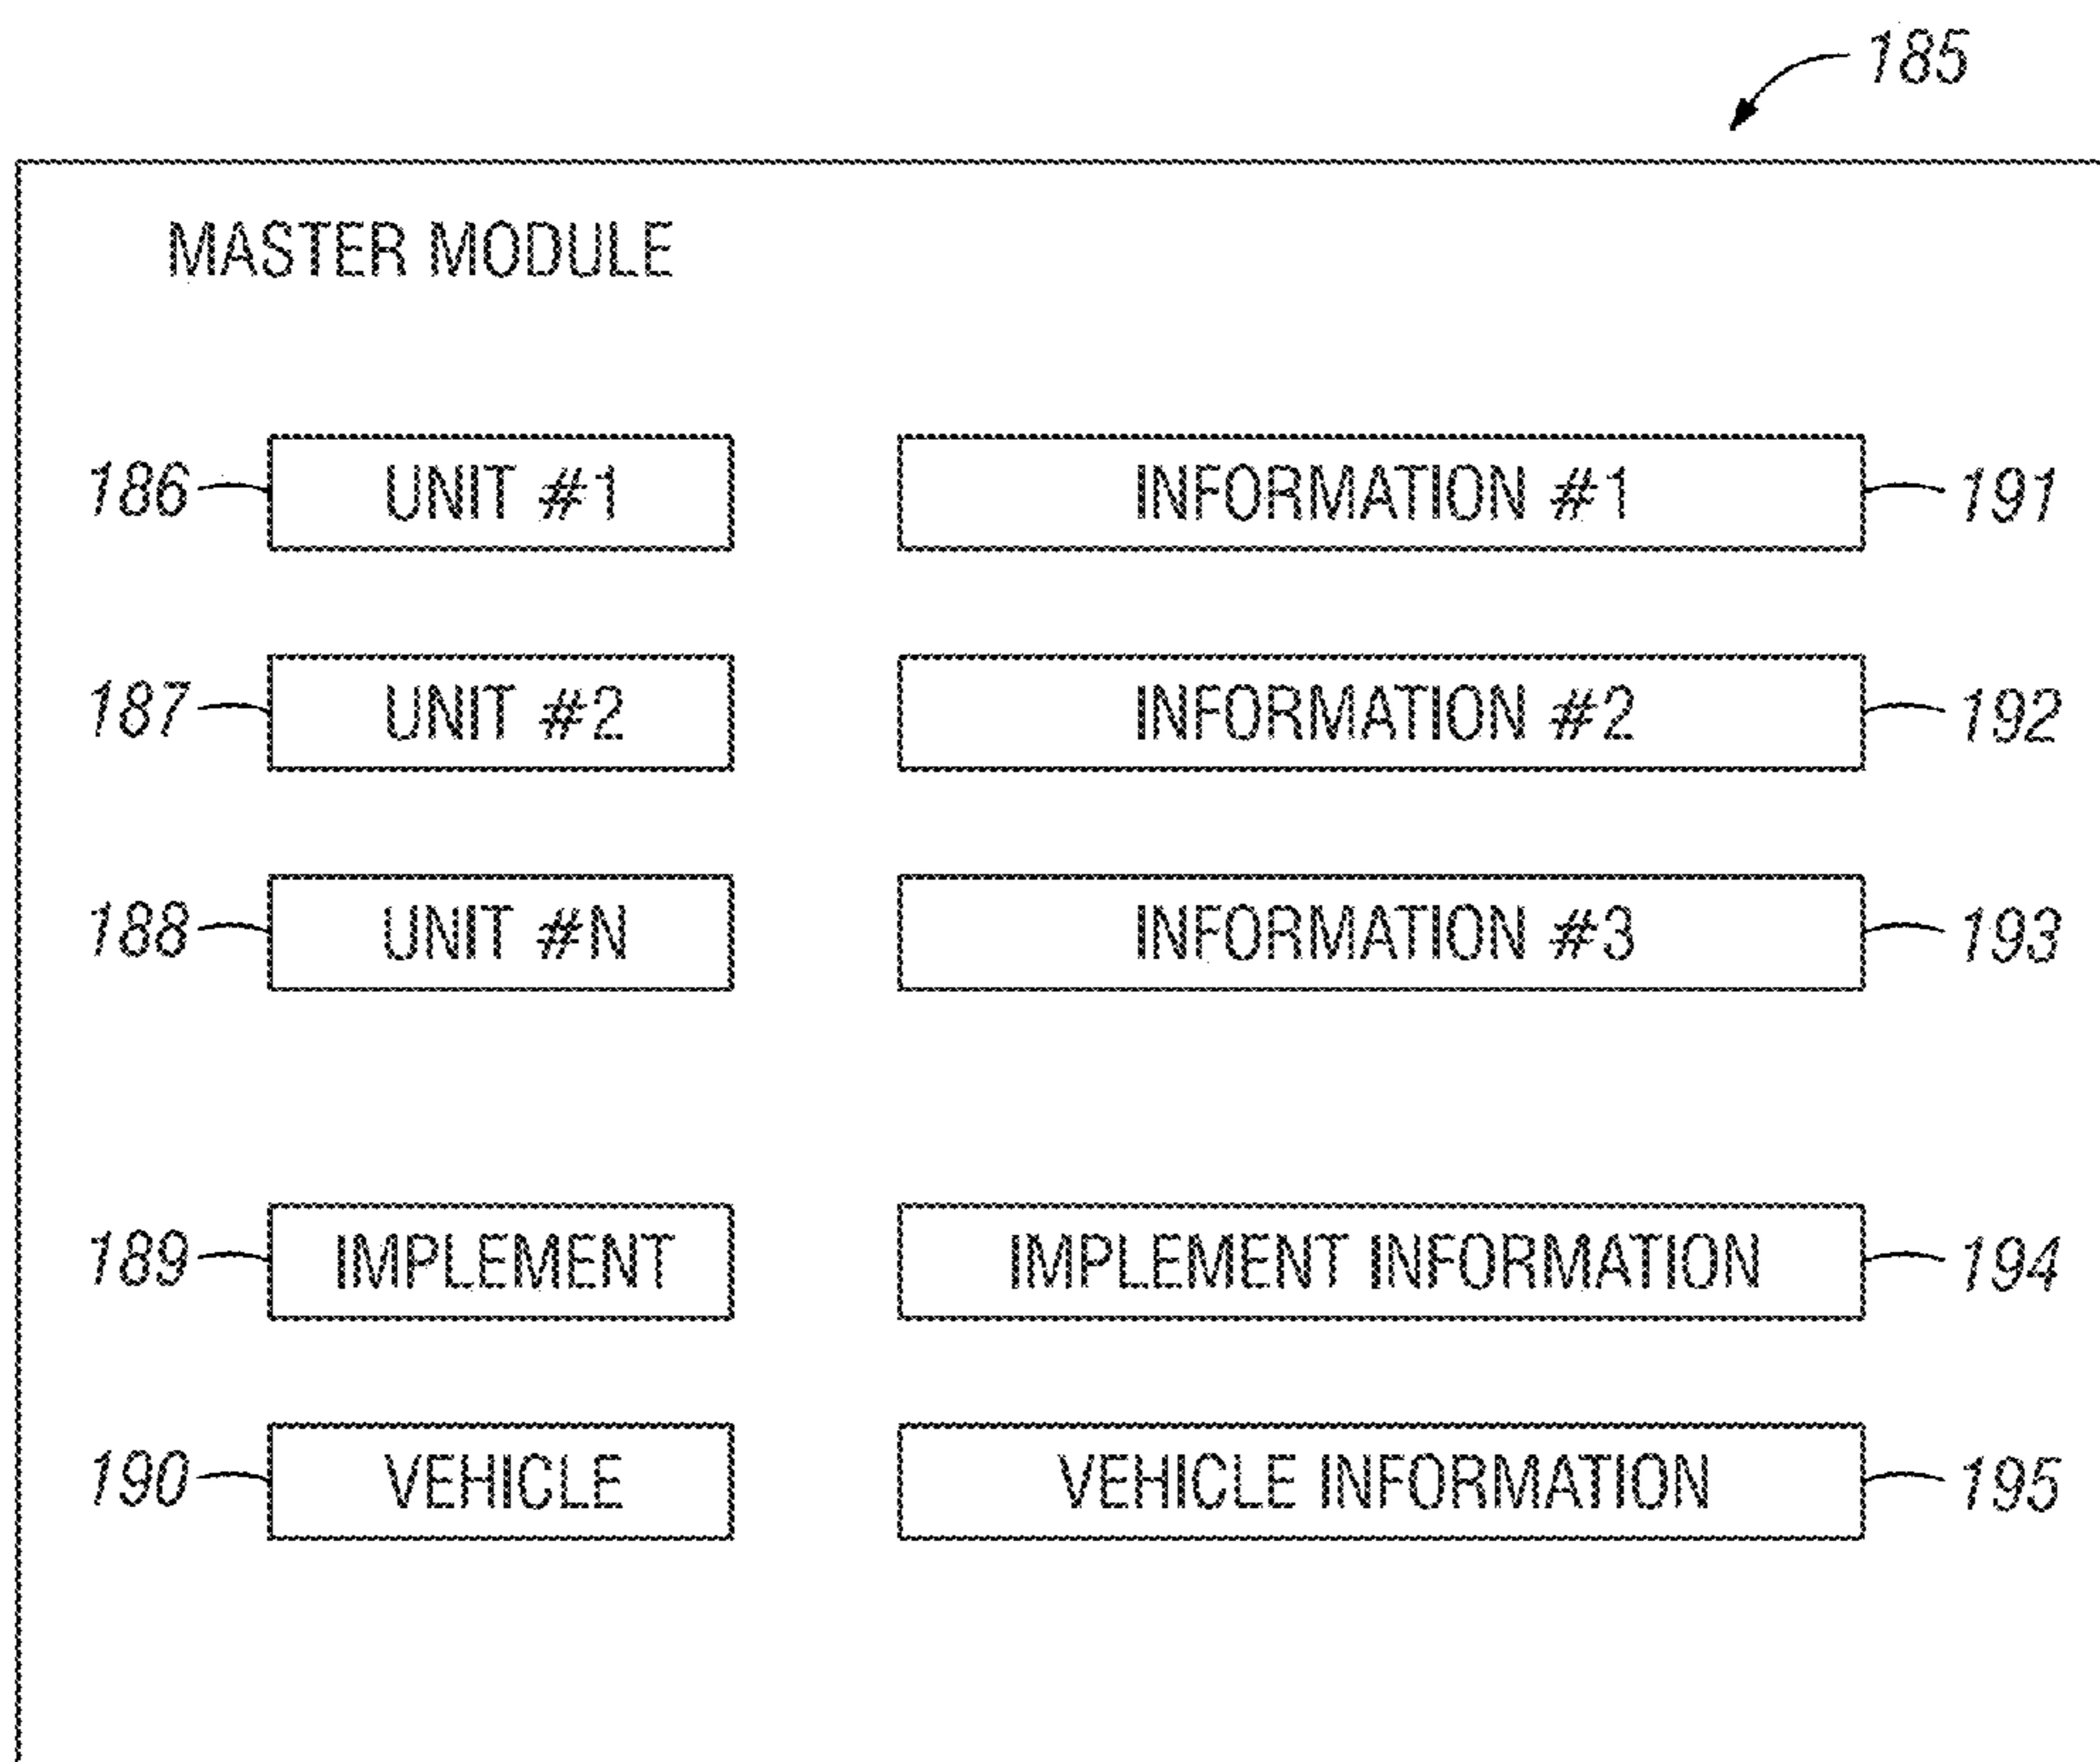 185
MASTER MODULE
186 UNIT #1 INFORMATION #1 191
187 UNIT #2 INFORMATION #2 192
188 UNIT #N INFORMATION #3 193
189 IMPLEMENT IMPLEMENT INFORMATION 194
190 VEHICLE VEHICLE INFORMATION 195